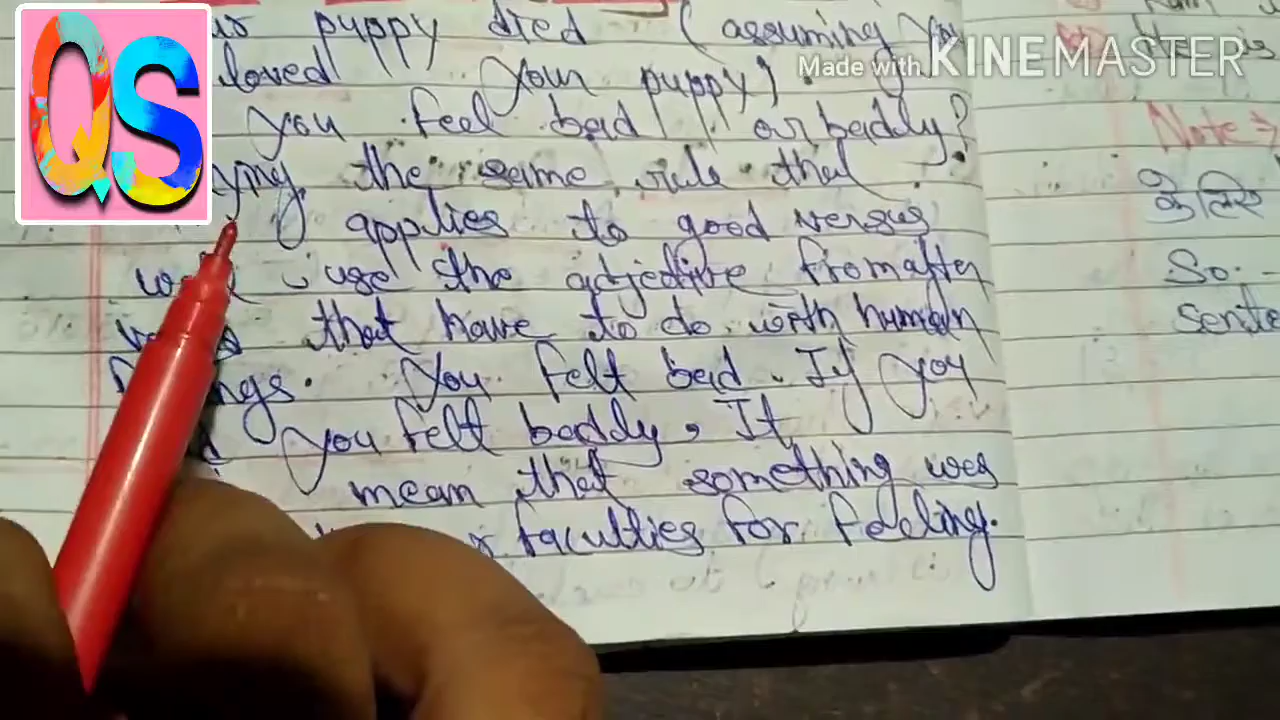 QS
Made with KINEMASTER
puppy died (assuming you
loved your puppy)
you feel bad or badly?
the same rule that
applies to good versus
use the adjective from after
that have to do with human
You felt bad. If you
you felt badly, It
mean that something was
faculties for feeling.
Note ⇒
के लिए
So